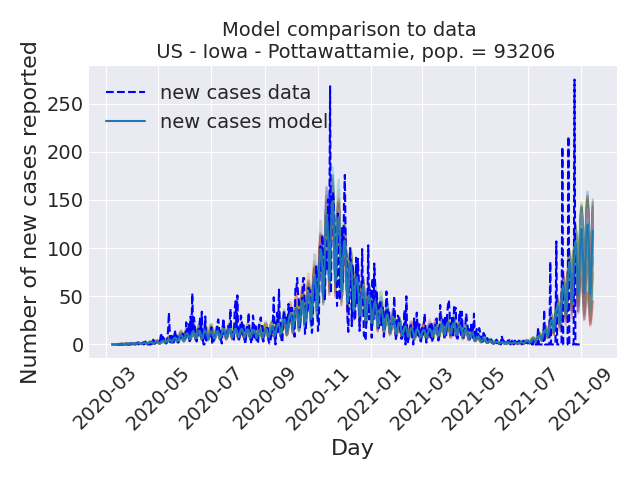 Model comparison to data
US - Iowa - Pottawattamie, pop. = 93206
Number of new cases reported
250
200
150
100
50
0
new cases data
new cases model
2020-03
2020-05
2020-07
2020-09
2020-11
2021-01
2021-03
2021-05
2021-07
2021-09
Day